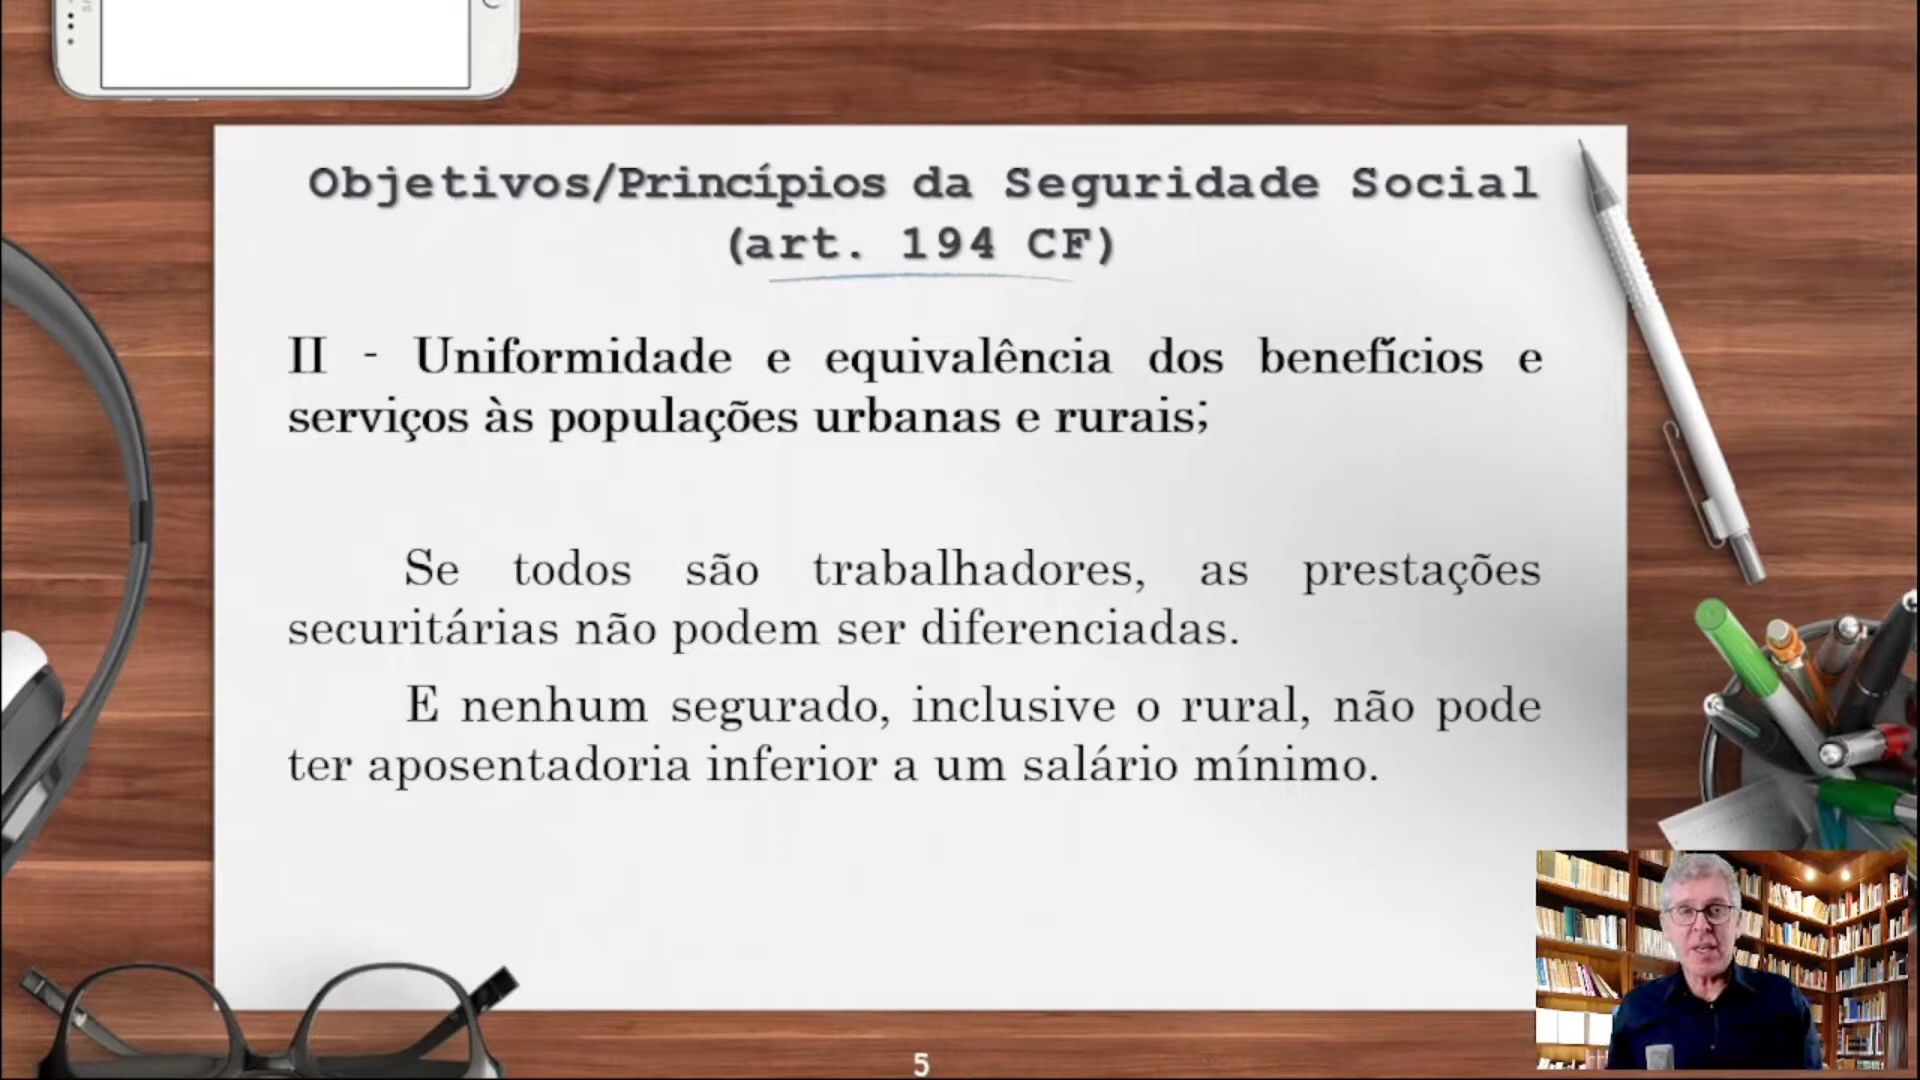 Objetivos/Princípios da Seguridade Social
(art. 194 CF)
II - Uniformidade e equivalência dos benefícios e
serviços às populações urbanas e rurais;
Se todos são trabalhadores, as prestações
securitárias não podem ser diferenciadas.
E nenhum segurado, inclusive o rural, não pode
ter aposentadoria inferior a um salário mínimo.
5